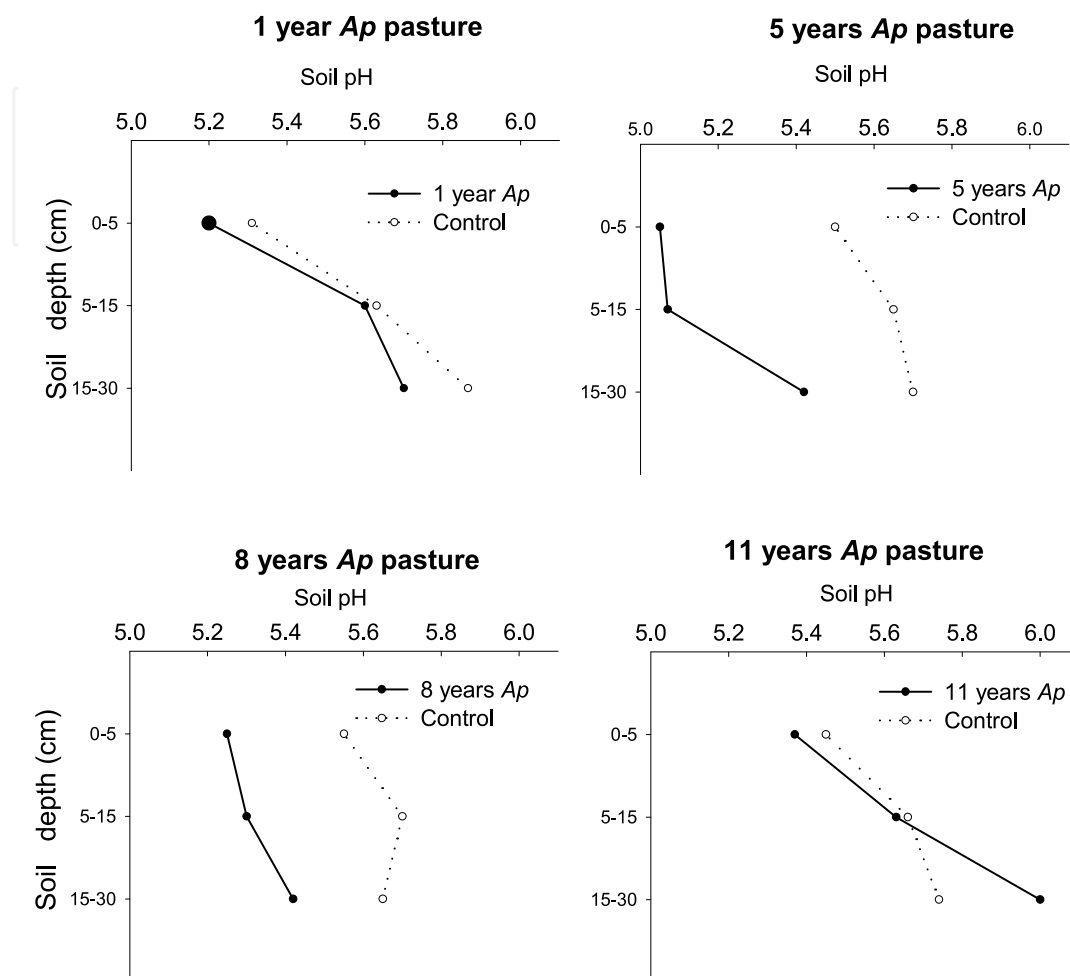 1 year Ap pasture
Soil pH
5.0 5.2 5.4 5.6 5.8 6.0
1 year Ap
Control
Soil depth (cm)
0-5
5-15
15-30
5 years Ap pasture
Soil pH
5.0 5.2 5.4 5.6 5.8 6.0
5 years Ap
Control
0-5
5-15
15-30
8 years Ap pasture
Soil pH
5.0 5.2 5.4 5.6 5.8 6.0
8 years Ap
Control
Soil depth (cm)
0-5
5-15
15-30
11 years Ap pasture
Soil pH
5.0 5.2 5.4 5.6 5.8 6.0
11 years Ap
Control
0-5
5-15
15-30